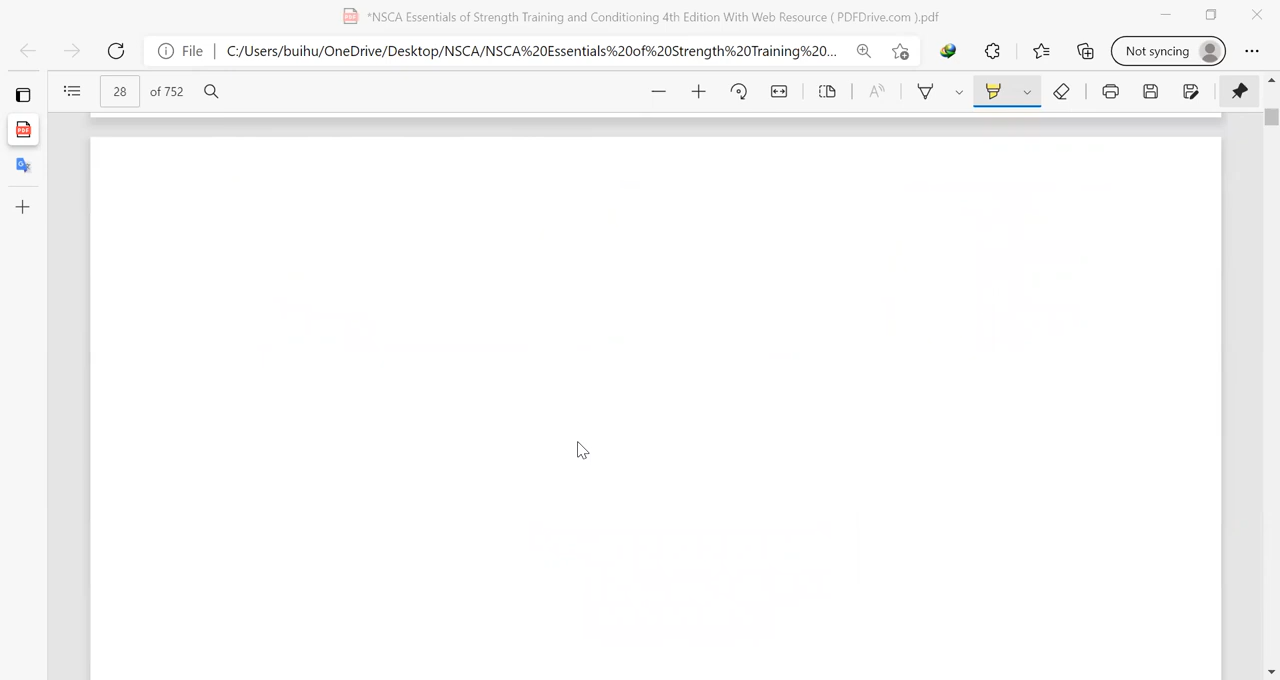 *NSCA Essentials of Strength Training and Conditioning 4th Edition With Web Resource ( PDFDrive.com ).pdf
File | C:/Users/buihu/OneDrive/Desktop/NSCA/NSCA%20Essentials%20of%20Strength%20Training%20...
Not syncing
28 of 752